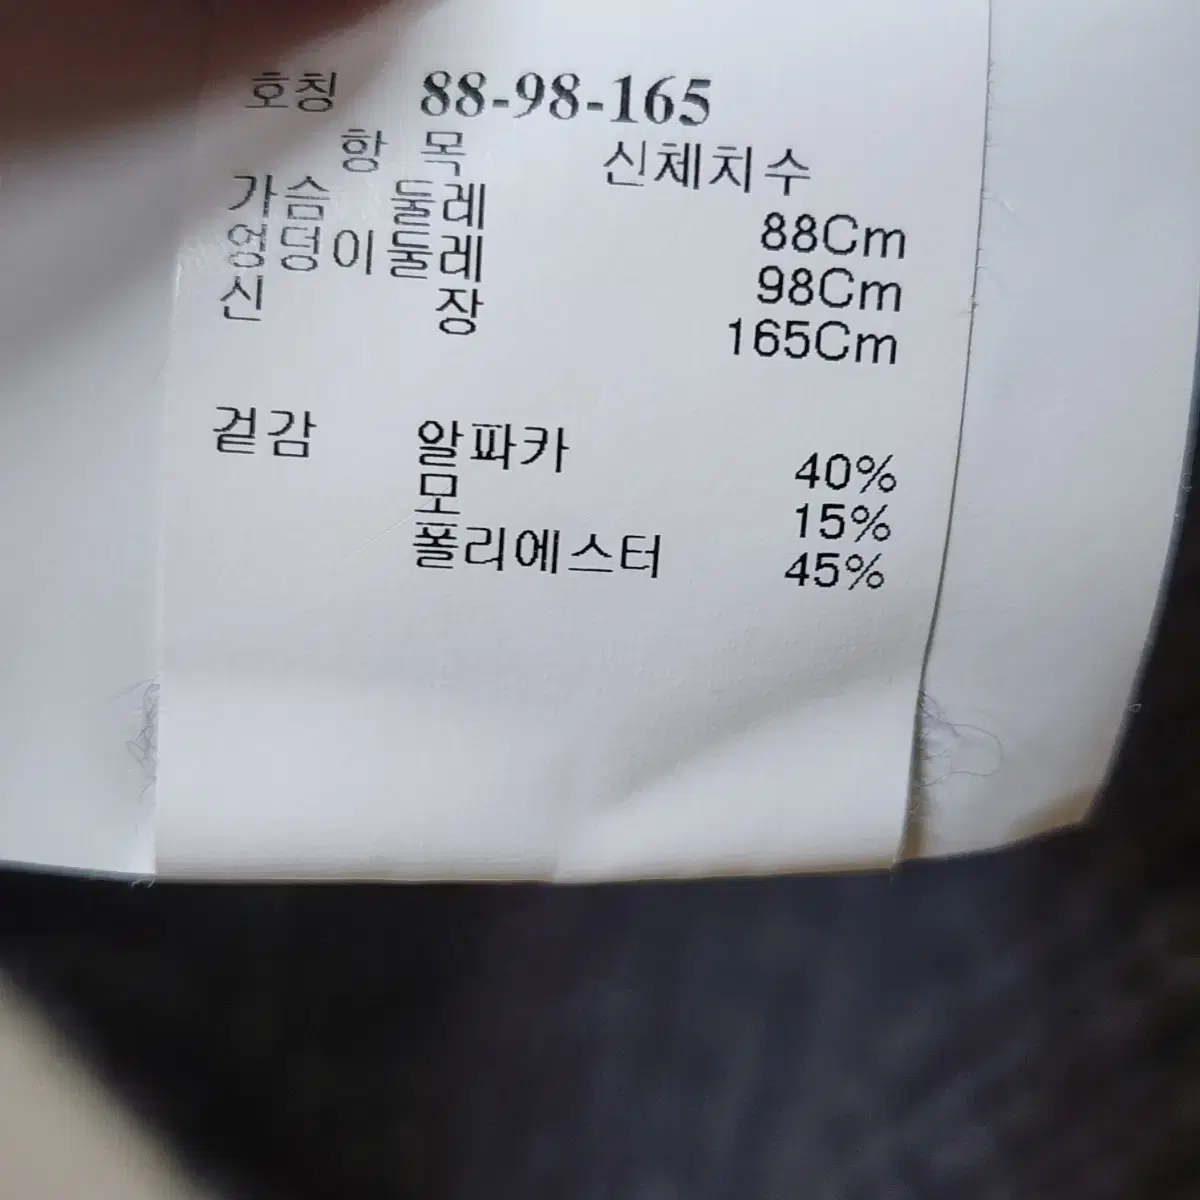 호칭 88-98-165
항 목 신체치수
가슴 둘레 88Cm
엉덩이둘레 98Cm
신 장 165Cm
겉감 알파카 40%
모 15%
폴리에스터 45%